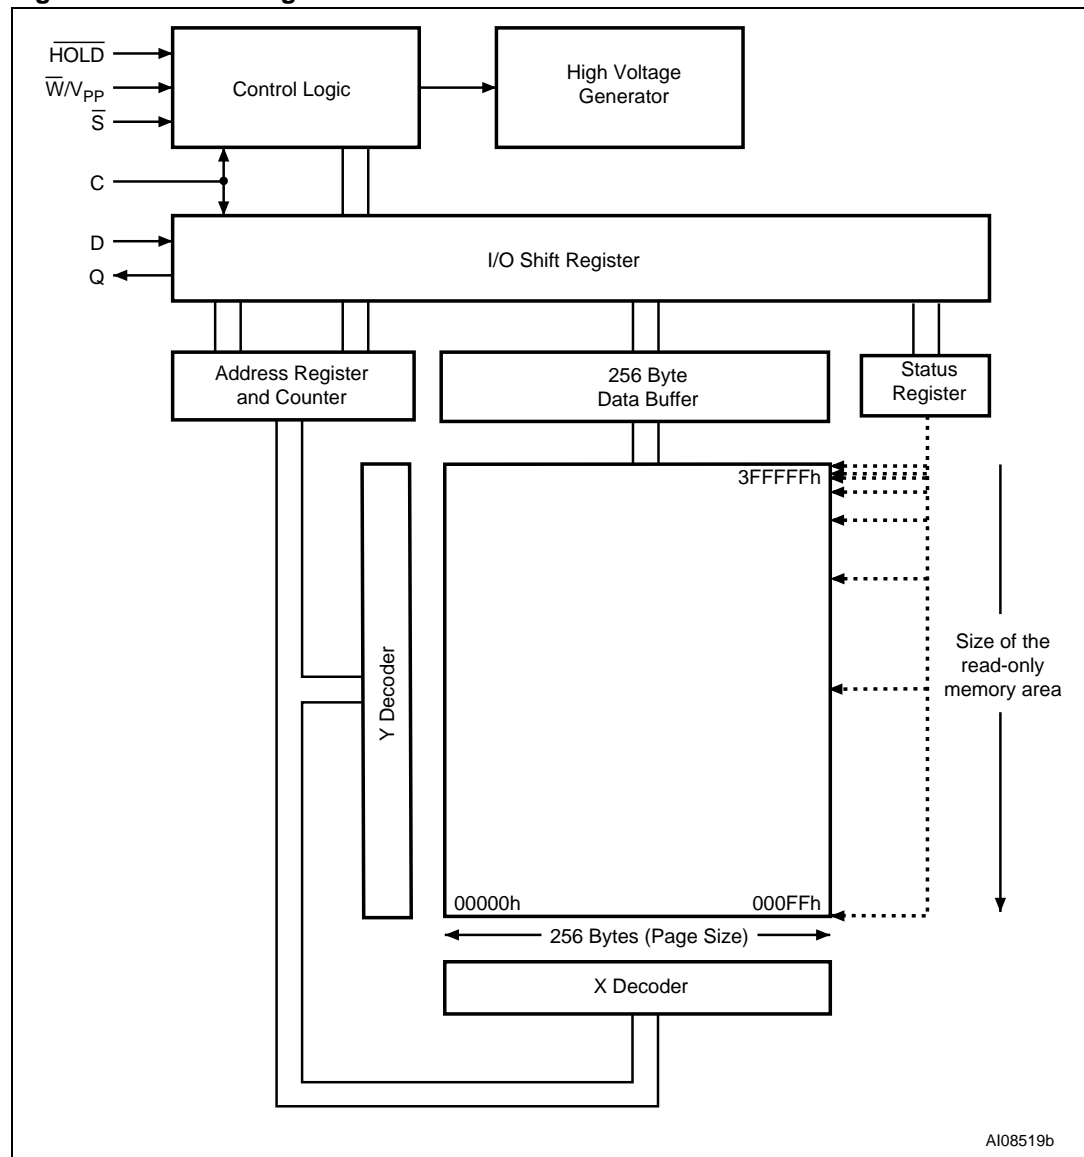 HOLD
Control Logic
High Voltage
Generator
W/VPP
S
C
D
I/O Shift Register
Q
Address Register
and Counter
256 Byte
Data Buffer
Status
Register
3FFFFFh
Y Decoder
Size of the
read-only
memory area
00000h
000FFh
256 Bytes (Page Size)
X Decoder
AI08519b